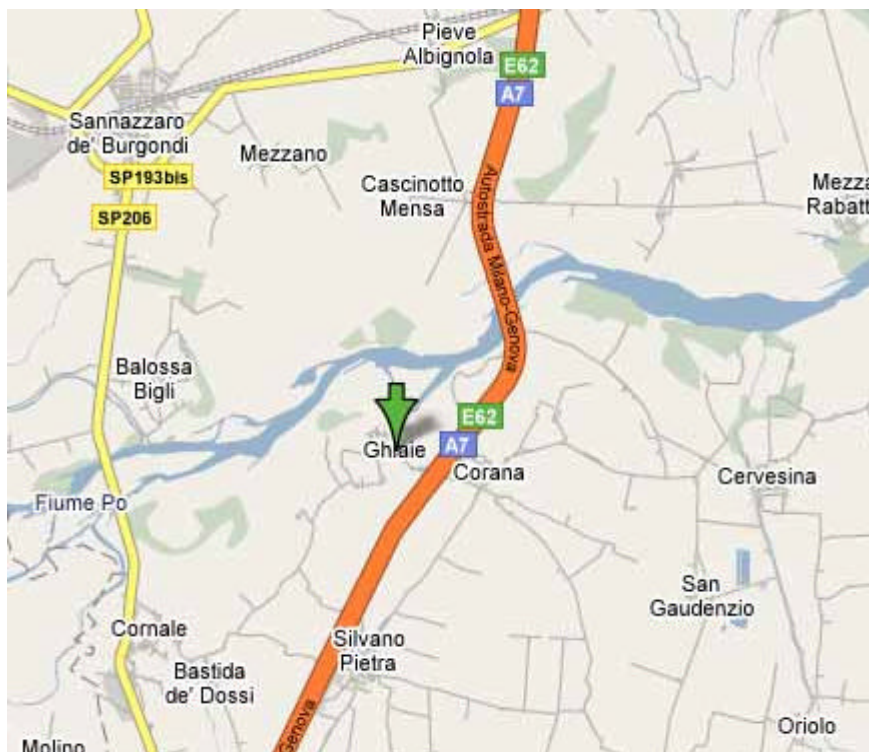 Pieve
Albignola
E62
A7
Sannazzaro
de' Burgondi
Mezzano
SP193bis
SP206
Cascinotto
Mensa
Mezza
Rabatt
Autostrada Milano-Genova
Balossa
Bigli
E62
A7
Ghiaie
Corana
Cervesina
Fiume Po
San
Gaudenzio
Cornale
Silvano
Pietra
Bastida
de' Dossi
Genova
Oriolo
Molino